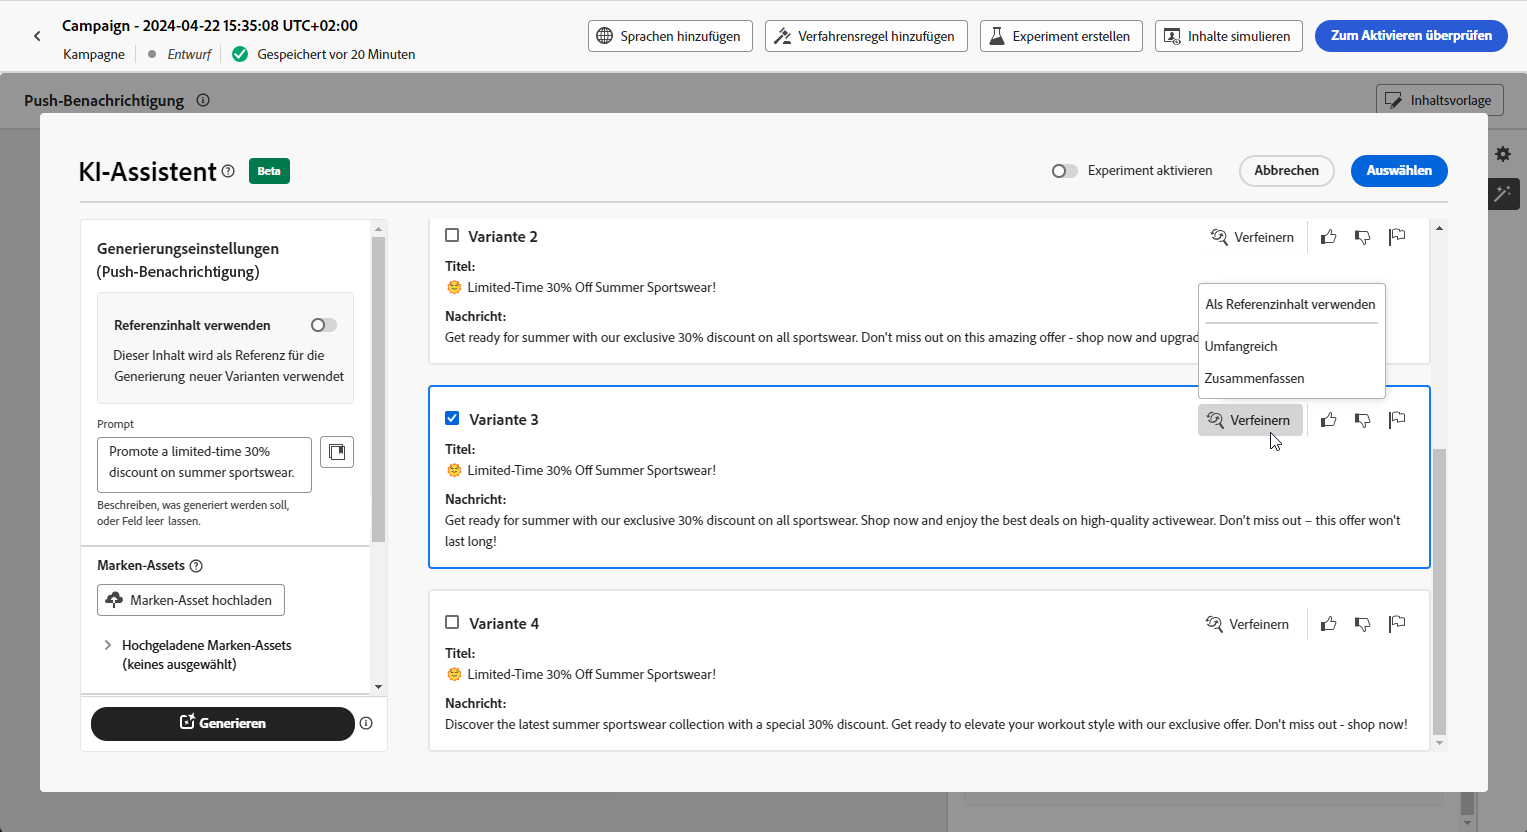 Campaign - 2024-04-22 15:35:08 UTC+02:00
Kampagne
Entwurf
Gespeichert vor 20 Minuten
Sprachen hinzufügen
Verfahrensregel hinzufügen
Experiment erstellen
Inhalte simulieren
Zum Aktivieren überprüfen
Push-Benachrichtigung
Inhaltsvorlage
KI-Assistent
Beta
Experiment aktivieren
Abbrechen
Auswählen
Generierungseinstellungen
(Push-Benachrichtigung)
Referenzinhalt verwenden
Dieser Inhalt wird als Referenz für die
Generierung neuer Varianten verwendet
Prompt
Promote a limited-time 30%
discount on summer sportswear.
Beschreiben, was generiert werden soll,
oder Feld leer lassen.
Marken-Assets
Marken-Asset hochladen
Hochgeladene Marken-Assets
(keines ausgewählt)
Generieren
Variante 2
Verfeinern
Titel:
🌞 Limited-Time 30% Off Summer Sportswear!
Nachricht:
Get ready for summer with our exclusive 30% discount on all sportswear. Don't miss out on this amazing offer - shop now and upgrad
Als Referenzinhalt verwenden
Umfangreich
Zusammenfassen
Variante 3
Verfeinern
Titel:
🌞 Limited-Time 30% Off Summer Sportswear!
Nachricht:
Get ready for summer with our exclusive 30% discount on all sportswear. Shop now and enjoy the best deals on high-quality activewear. Don't miss out – this offer won't
last long!
Variante 4
Verfeinern
Titel:
🌞 Limited-Time 30% Off Summer Sportswear!
Nachricht:
Discover the latest summer sportswear collection with a special 30% discount. Get ready to elevate your workout style with our exclusive offer. Don't miss out - shop now!